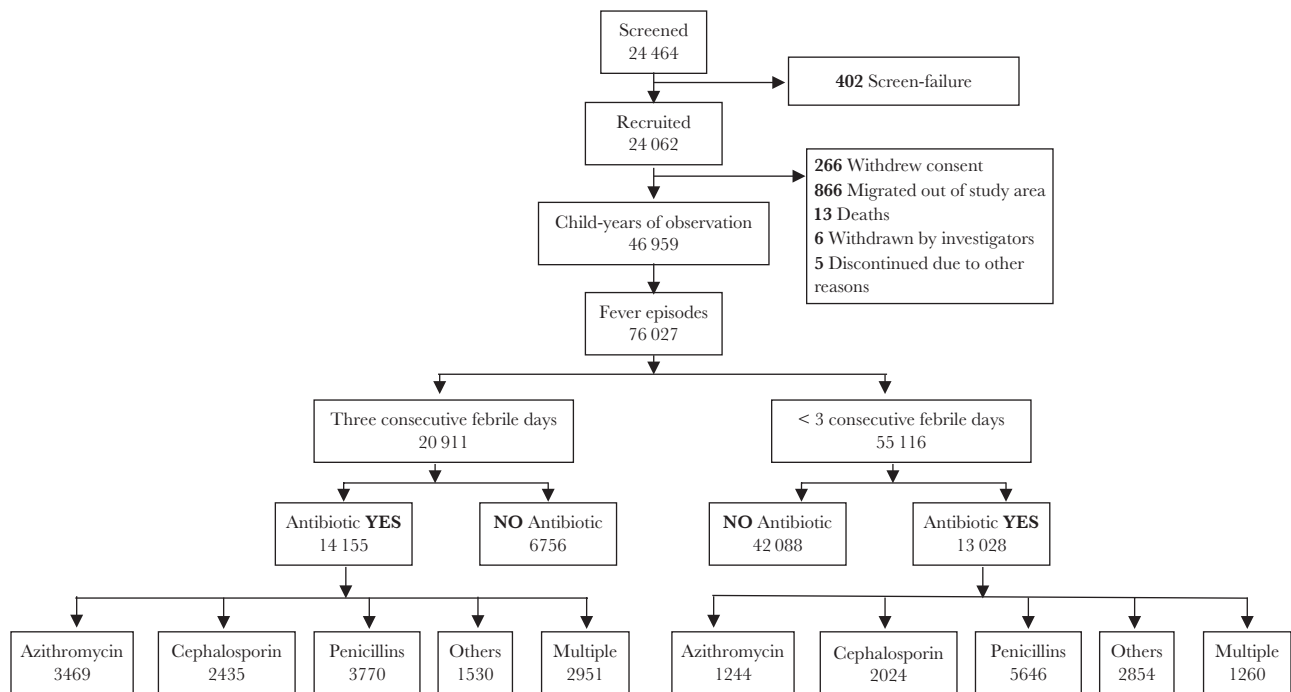 Screened
24 464
402 Screen-failure
Recruited
24 062
266 Withdrew consent
866 Migrated out of study area
13 Deaths
6 Withdrawn by investigators
5 Discontinued due to other
reasons
Child-years of observation
46 959
Fever episodes
76 027
Three consecutive febrile days
20 911
< 3 consecutive febrile days
55 116
Antibiotic YES
14 155
NO Antibiotic
6756
NO Antibiotic
42 088
Antibiotic YES
13 028
Azithromycin
3469
Cephalosporin
2435
Penicillins
3770
Others
1530
Multiple
2951
Azithromycin
1244
Cephalosporin
2024
Penicillins
5646
Others
2854
Multiple
1260